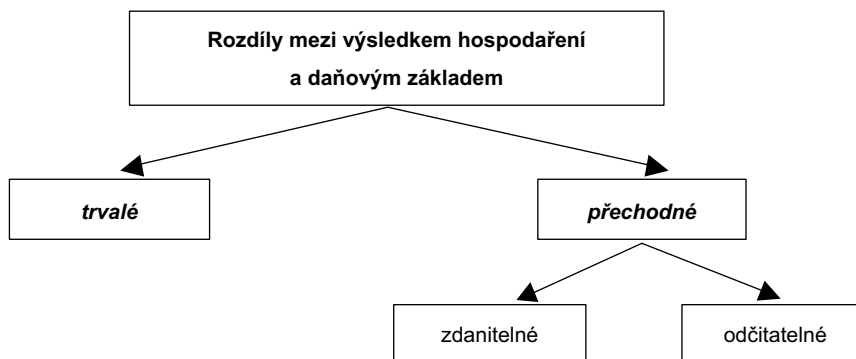 Rozdíly mezi výsledkem hospodaření
a daňovým základem
trvalé
přechodné
zdanitelné
odčitatelné